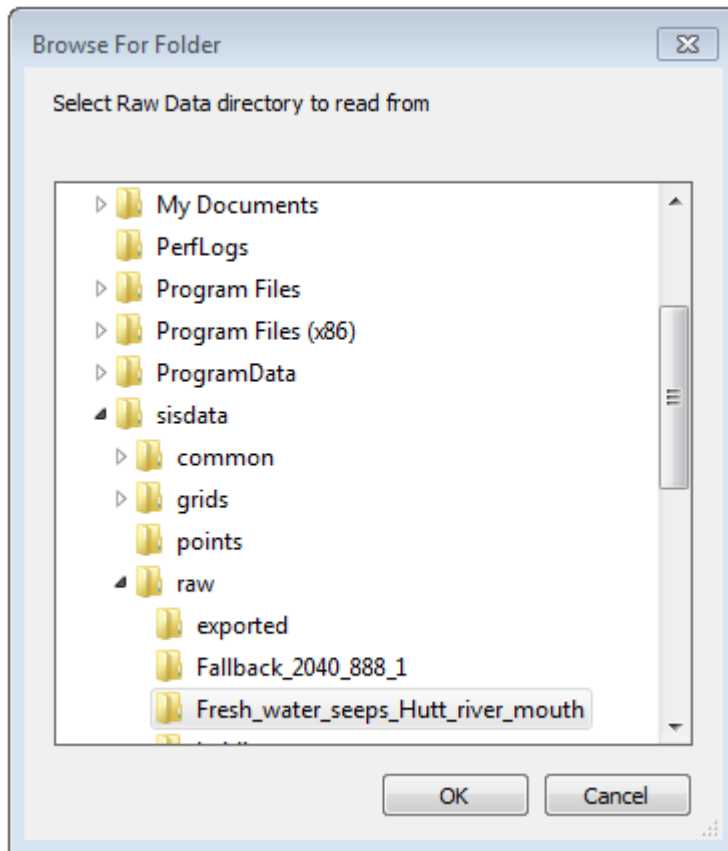 Browse For Folder
Select Raw Data directory to read from
My Documents
PerfLogs
Program Files
Program Files (x86)
ProgramData
sisdata
common
grids
points
raw
exported
Fallback_2040_888_1
Fresh_water_seeps_Hutt_river_mouth
OK Cancel